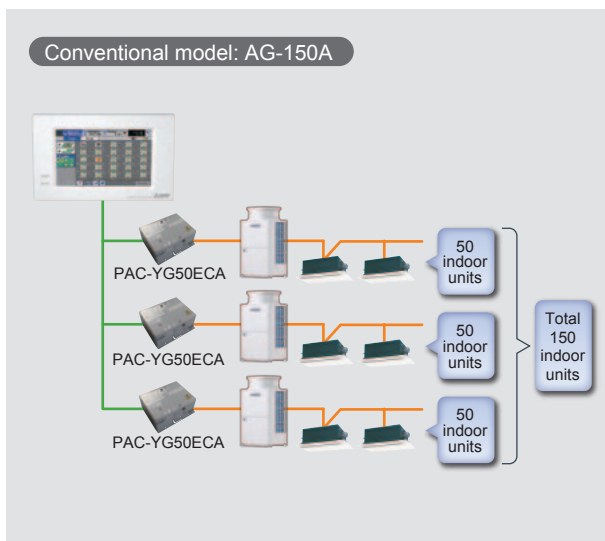 Conventional model: AG-150A
PAC-YG50ECA
50
indoor
units
PAC-YG50ECA
50
indoor
units
Total
150
indoor
units
PAC-YG50ECA
50
indoor
units